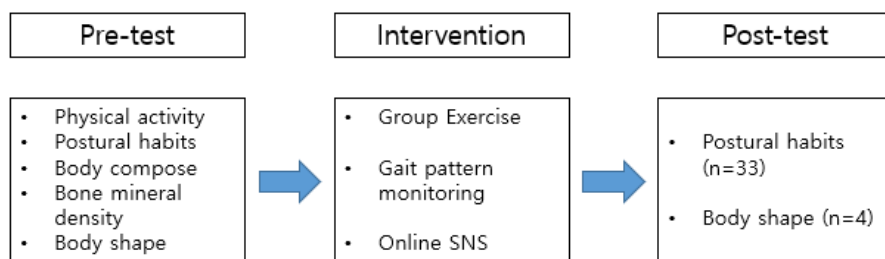 Pre-test
Intervention
Post-test
• Physical activity
• Postural habits
• Body compose
• Bone mineral
density
• Body shape
• Group Exercise
• Gait pattern
monitoring
• Online SNS
• Postural habits
(n=33)
• Body shape (n=4)